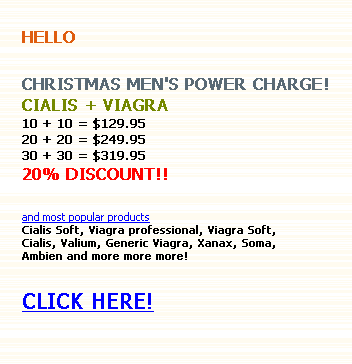 HELLO
CHRISTMAS MEN'S POWER CHARGE!
CIALIS + VIAGRA
10 + 10 = $129.95
20 + 20 = $249.95
30 + 30 = $319.95
20% DISCOUNT!!
and most popular products
Cialis Soft, Viagra professional, Viagra Soft,
Cialis, Valium, Generic Viagra, Xanax, Soma,
Ambien and more more more!
CLICK HERE!